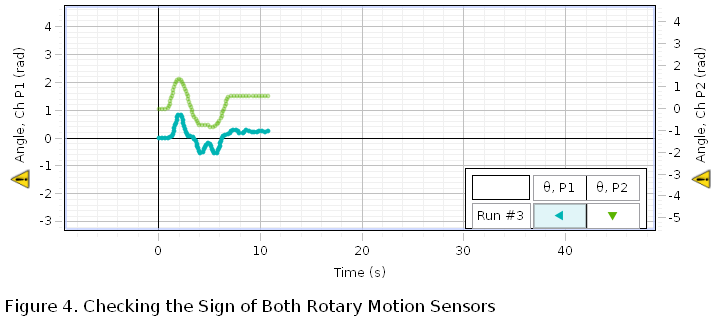 4
3
2
1
0
-1
-2
-3
Angle, Ch P1 (rad)
4
3
2
1
0
-1
-2
-3
-4
-5
Angle, Ch P2 (rad)
θ, P1 θ, P2
Run #3
0 10 20 30 40
Time (s)
Figure 4. Checking the Sign of Both Rotary Motion Sensors